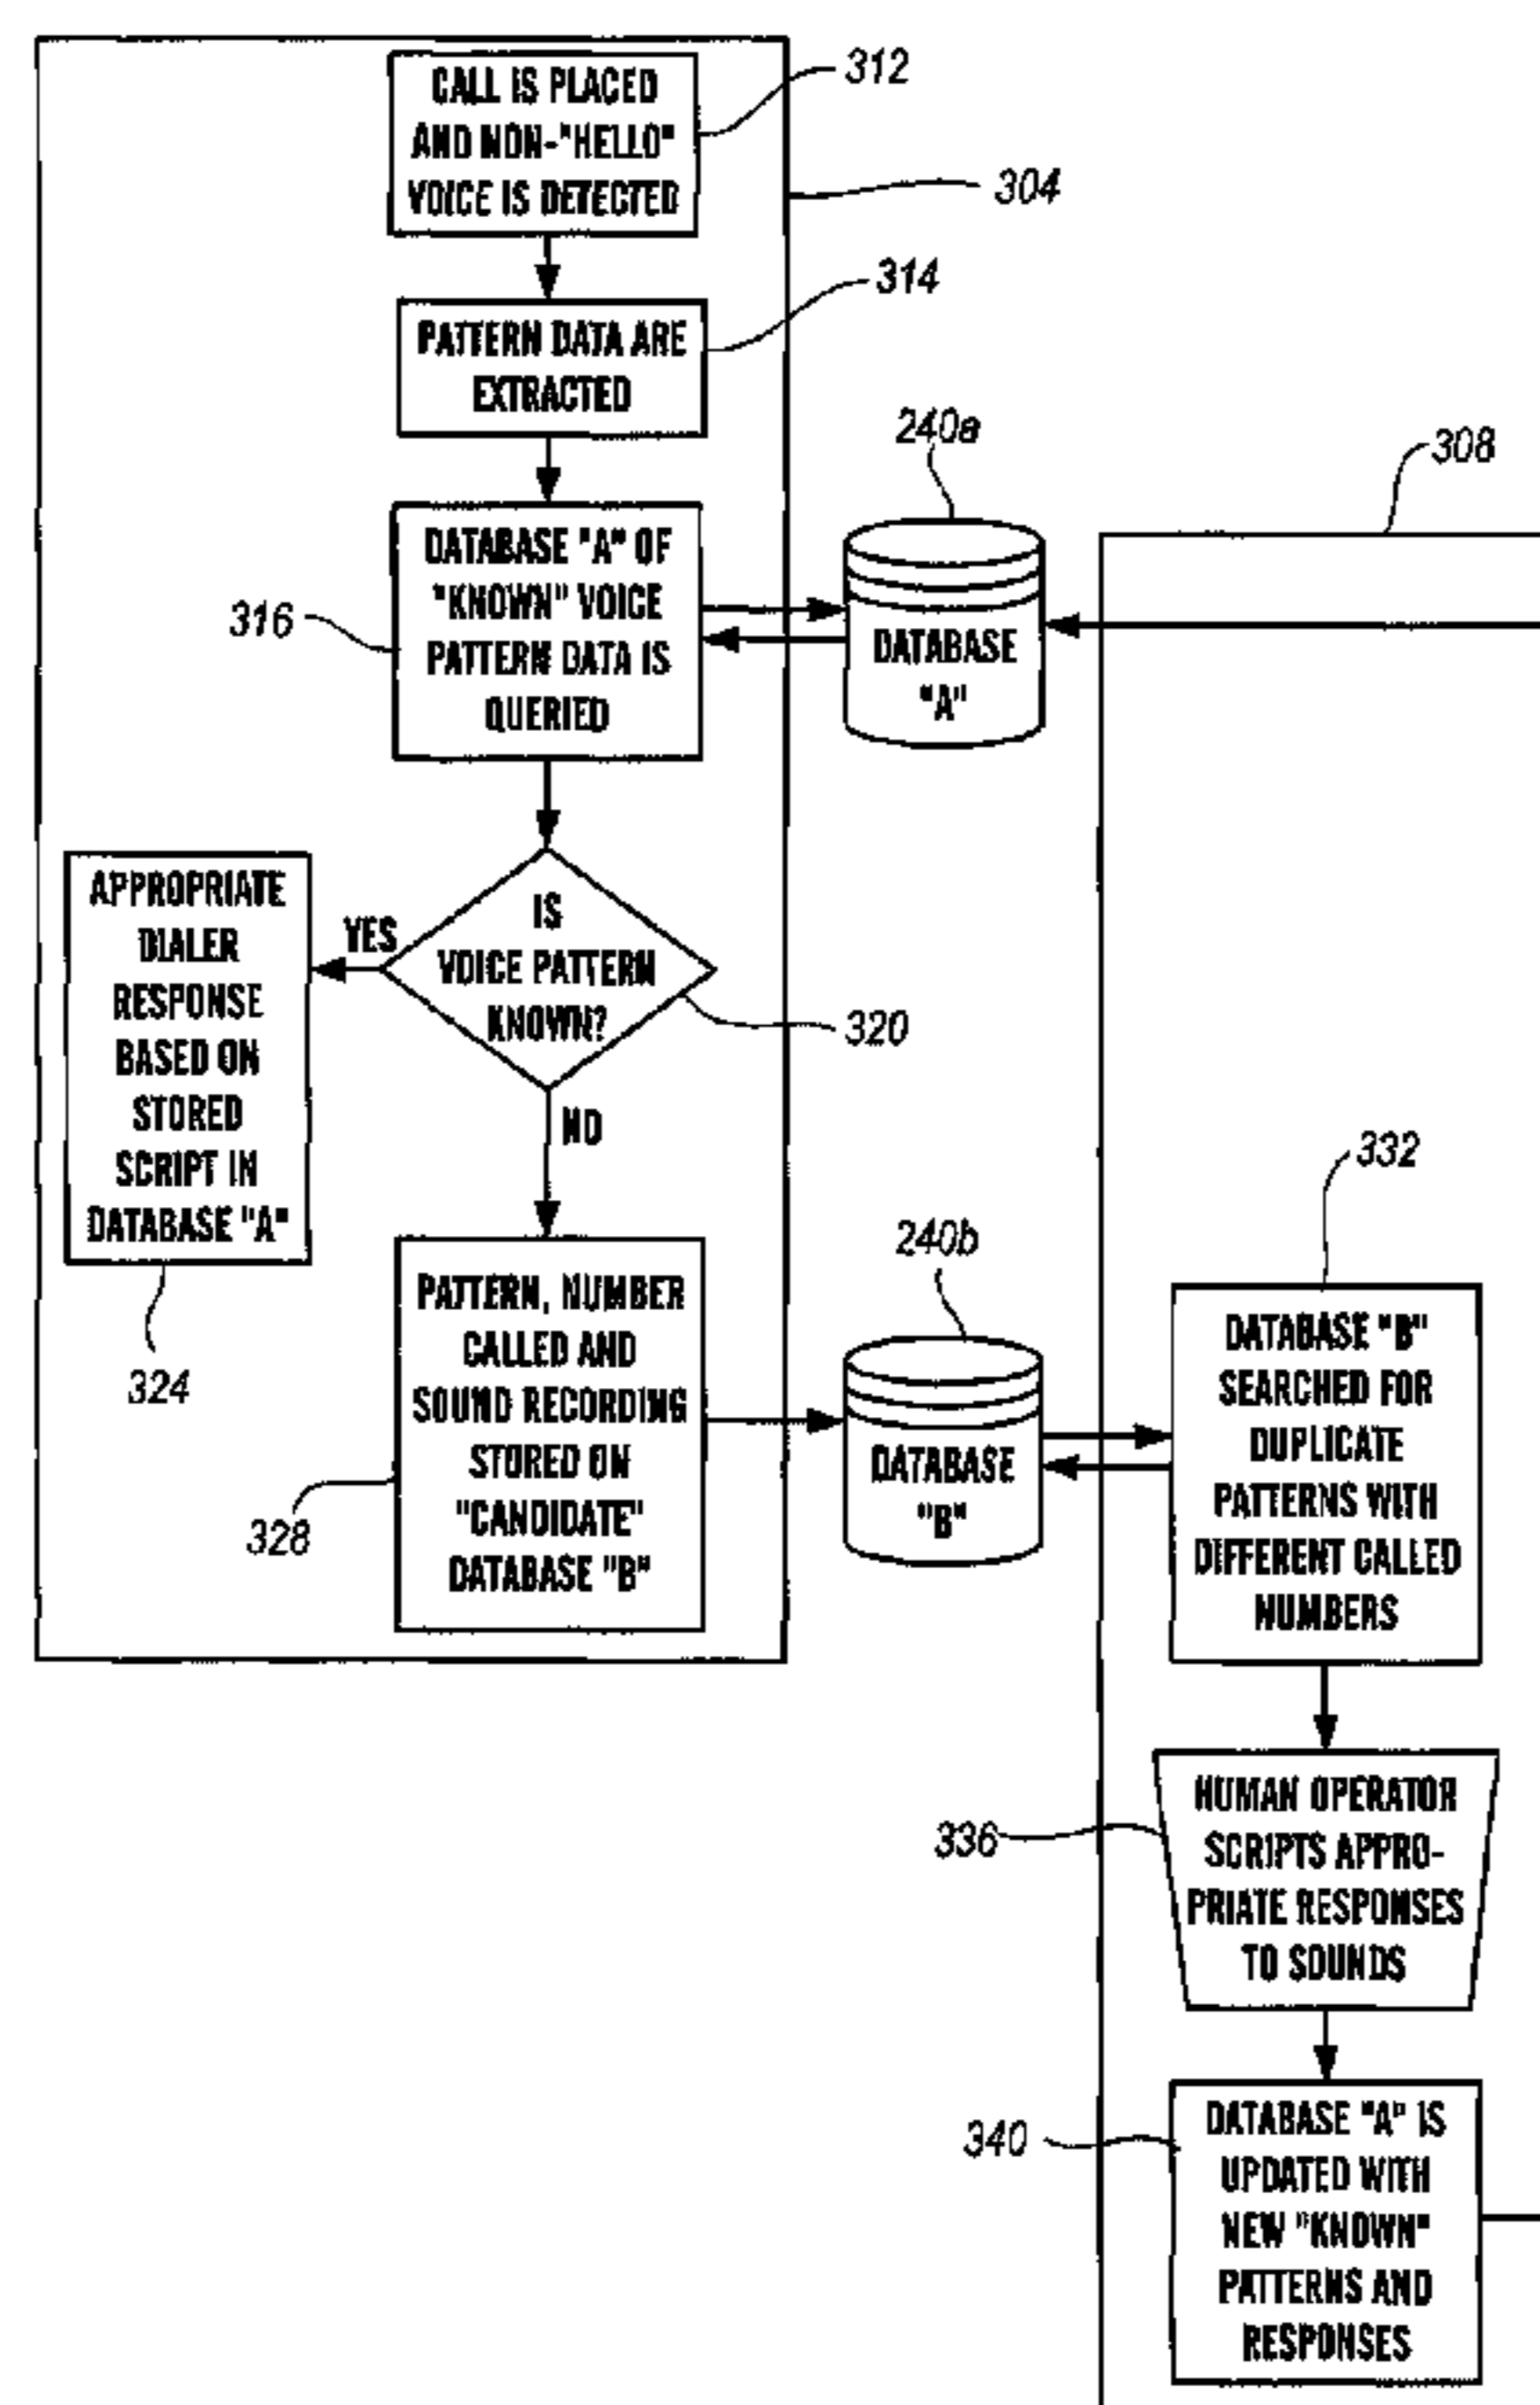 CALL IS PLACED
AND NON-"HELLO"
VOICE IS DETECTED
312
304
PATTERN DATA ARE
EXTRACTED
314
DATABASE "A" OF
"KNOWN" VOICE
PATTERN DATA IS
QUERIED
316
240a
DATABASE
"A"
308
IS
VOICE PATTERN
KNOWN?
320
YES
NO
APPROPRIATE
DIALER
RESPONSE
BASED ON
STORED
SCRIPT IN
DATABASE "A"
324
PATTERN, NUMBER
CALLED AND
SOUND RECORDING
STORED ON
"CANDIDATE"
DATABASE "B"
328
240b
DATABASE
"B"
332
DATABASE "B"
SEARCHED FOR
DUPLICATE
PATTERNS WITH
DIFFERENT CALLED
NUMBERS
336
HUMAN OPERATOR
SCRIPTS APPRO-
PRIATE RESPONSES
TO SOUNDS
340
DATABASE "A" IS
UPDATED WITH
NEW "KNOWN"
PATTERNS AND
RESPONSES